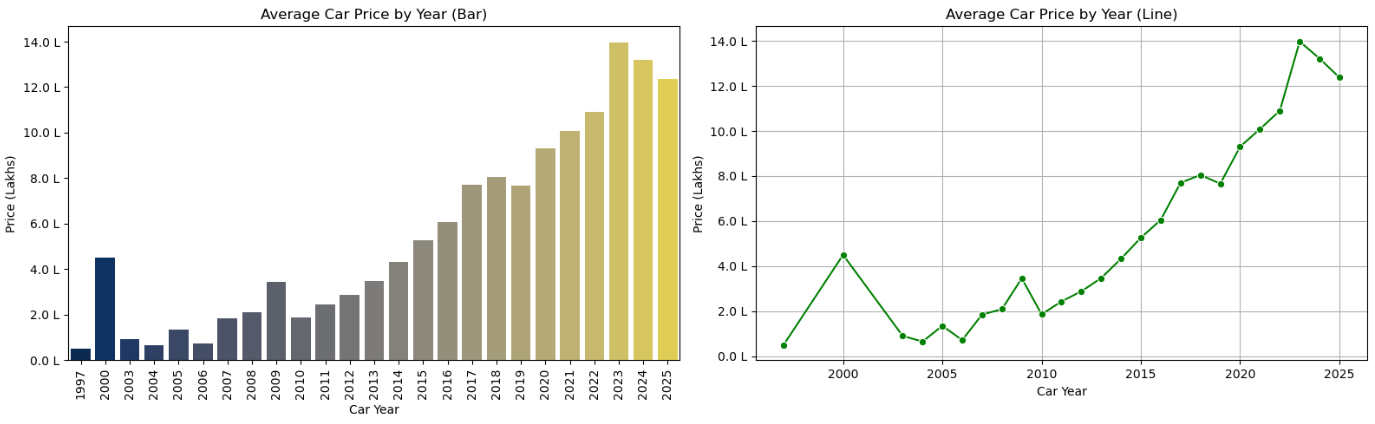 Average Car Price by Year (Bar)
14.0 L
12.0 L
10.0 L
8.0 L
6.0 L
4.0 L
2.0 L
0.0 L
Price (Lakhs)
1997 2000 2003 2004 2005 2006 2007 2008 2009 2010 2011 2012 2013 2014 2015 2016 2017 2018 2019 2020 2021 2022 2023 2024 2025
Car Year
Average Car Price by Year (Line)
14.0 L
12.0 L
10.0 L
8.0 L
6.0 L
4.0 L
2.0 L
0.0 L
Price (Lakhs)
2000 2005 2010 2015 2020 2025
Car Year